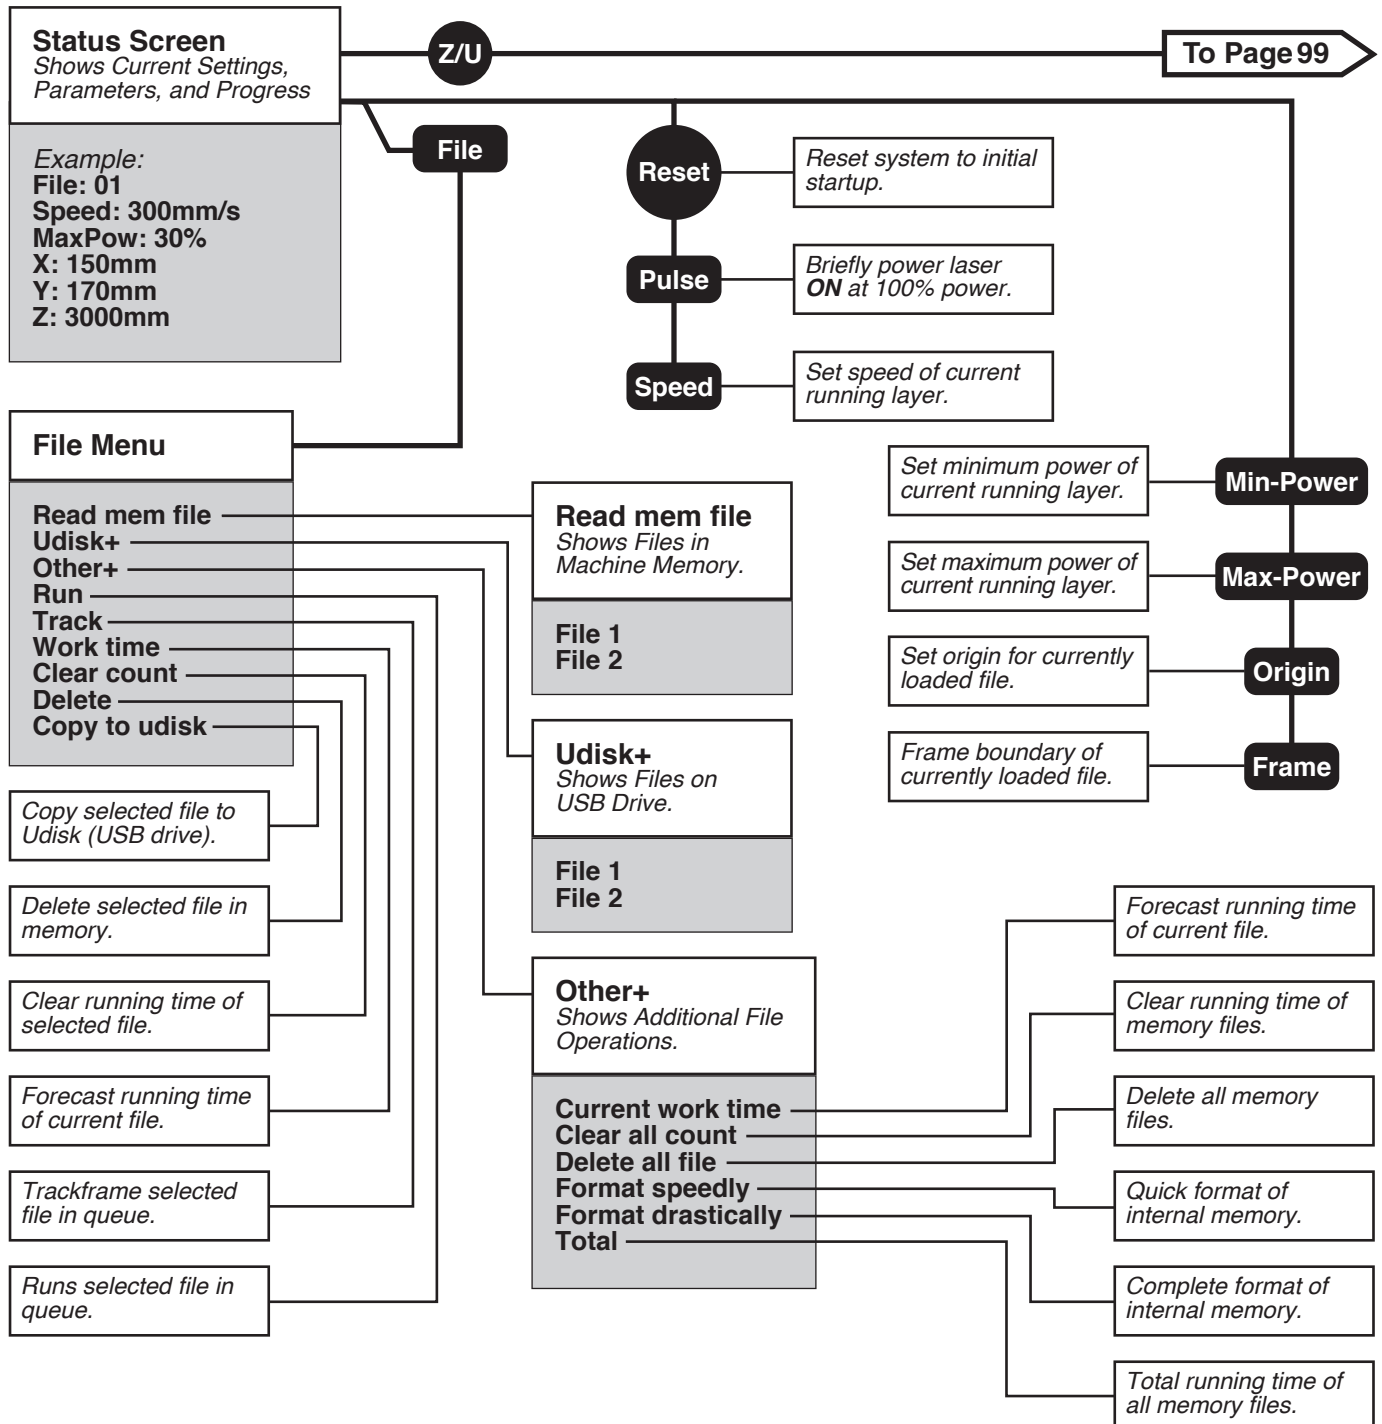 Status Screen
Shows Current Settings,
Parameters, and Progress
Z/U
To Page 99
Example:
File: 01
Speed: 300mm/s
MaxPow: 30%
X: 150mm
Y: 170mm
Z: 3000mm
File
Reset
Reset system to initial
startup.
Pulse
Briefly power laser
ON at 100% power.
Speed
Set speed of current
running layer.
Min-Power
Set minimum power of
current running layer.
Max-Power
Set maximum power of
current running layer.
Origin
Set origin for currently
loaded file.
Frame
Frame boundary of
currently loaded file.
File Menu
Read mem file
Udisk+
Other+
Run
Track
Work time
Clear count
Delete
Copy to udisk
Copy selected file to
Udisk (USB drive).
Delete selected file in
memory.
Clear running time of
selected file.
Forecast running time
of current file.
Trackframe selected
file in queue.
Runs selected file in
queue.
Read mem file
Shows Files in
Machine Memory.
File 1
File 2
Udisk+
Shows Files on
USB Drive.
File 1
File 2
Other+
Shows Additional File
Operations.
Current work time
Clear all count
Delete all file
Format speedly
Format drastically
Total
Forecast running time
of current file.
Clear running time of
memory files.
Delete all memory
files.
Quick format of
internal memory.
Complete format of
internal memory.
Total running time of
all memory files.